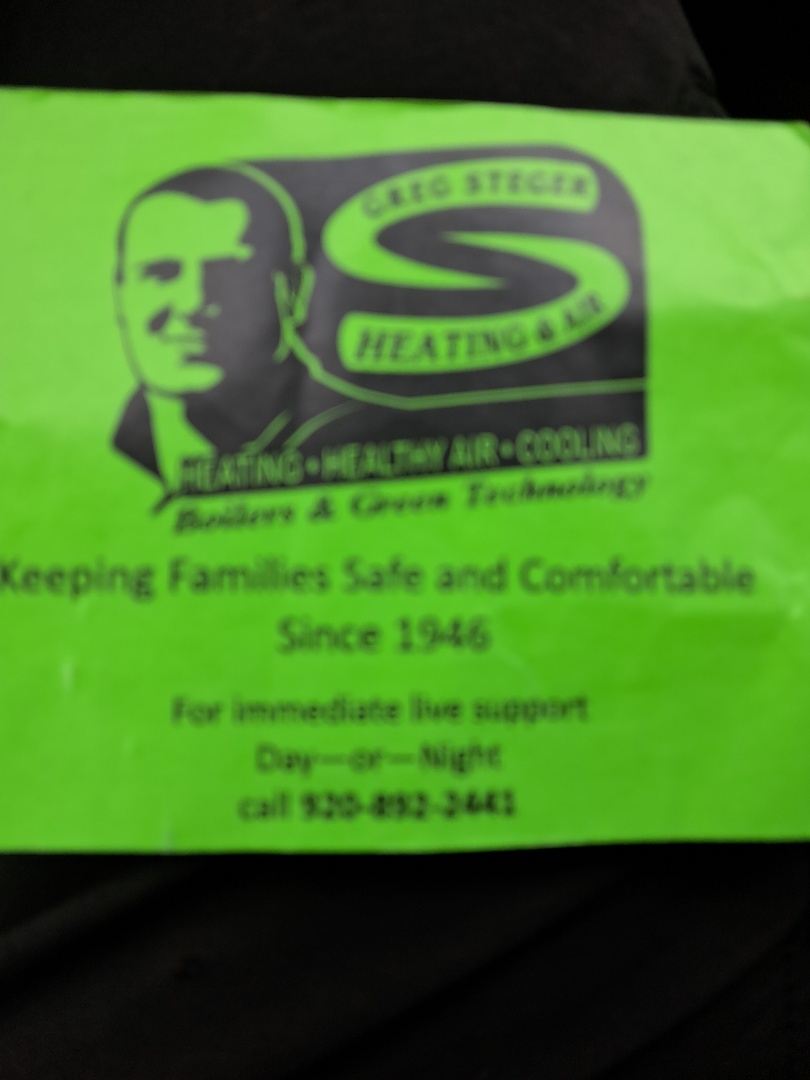 GREG STEGER
HEATING & AIR
HEATING • HEALTHY AIR • COOLING
Boilers & Green Technology
Keeping Families Safe and Comfortable
Since 1946
For immediate live support
Day—or—Night
call 920-892-2441